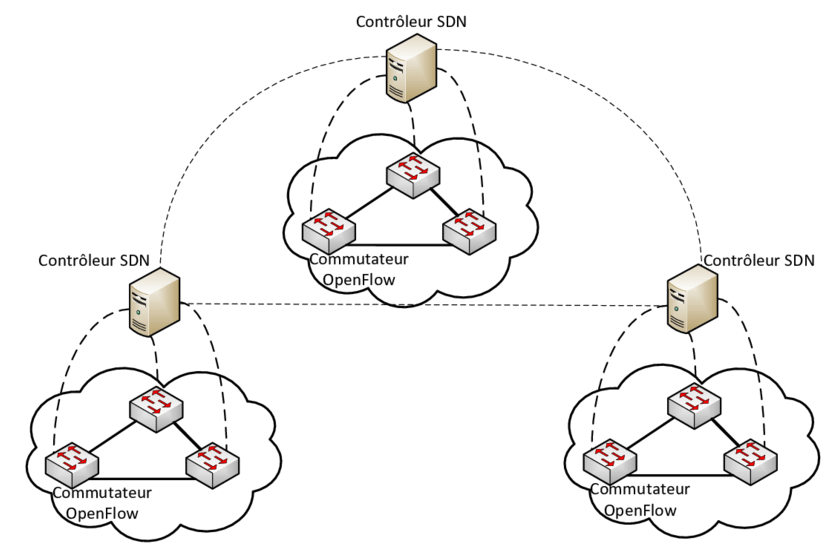 Contrôleur SDN
Commutateur
OpenFlow
Contrôleur SDN
Contrôleur SDN
Commutateur
OpenFlow
Commutateur
OpenFlow